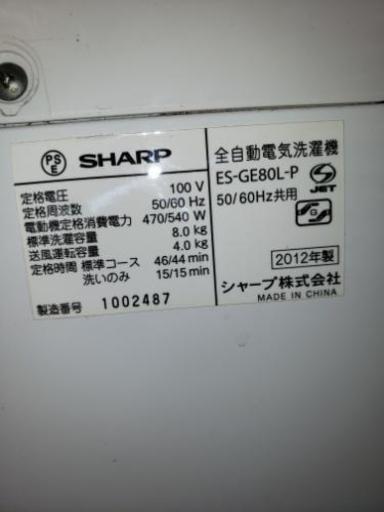 PS
E
SHARP
定格電圧 100 V
定格周波数 50/60 Hz
電動機定格消費電力 470/540 W
標準洗濯容量 8.0 kg
送風運転容量 4.0 kg
定格時間 標準コース 46/44 min
洗いのみ 15/15 min
製造番号 1002487
全自動電気洗濯機
ES-GE80L-P
50/60Hz共用
JET
S
G
2012年製
シャープ株式会社
MADE IN CHINA